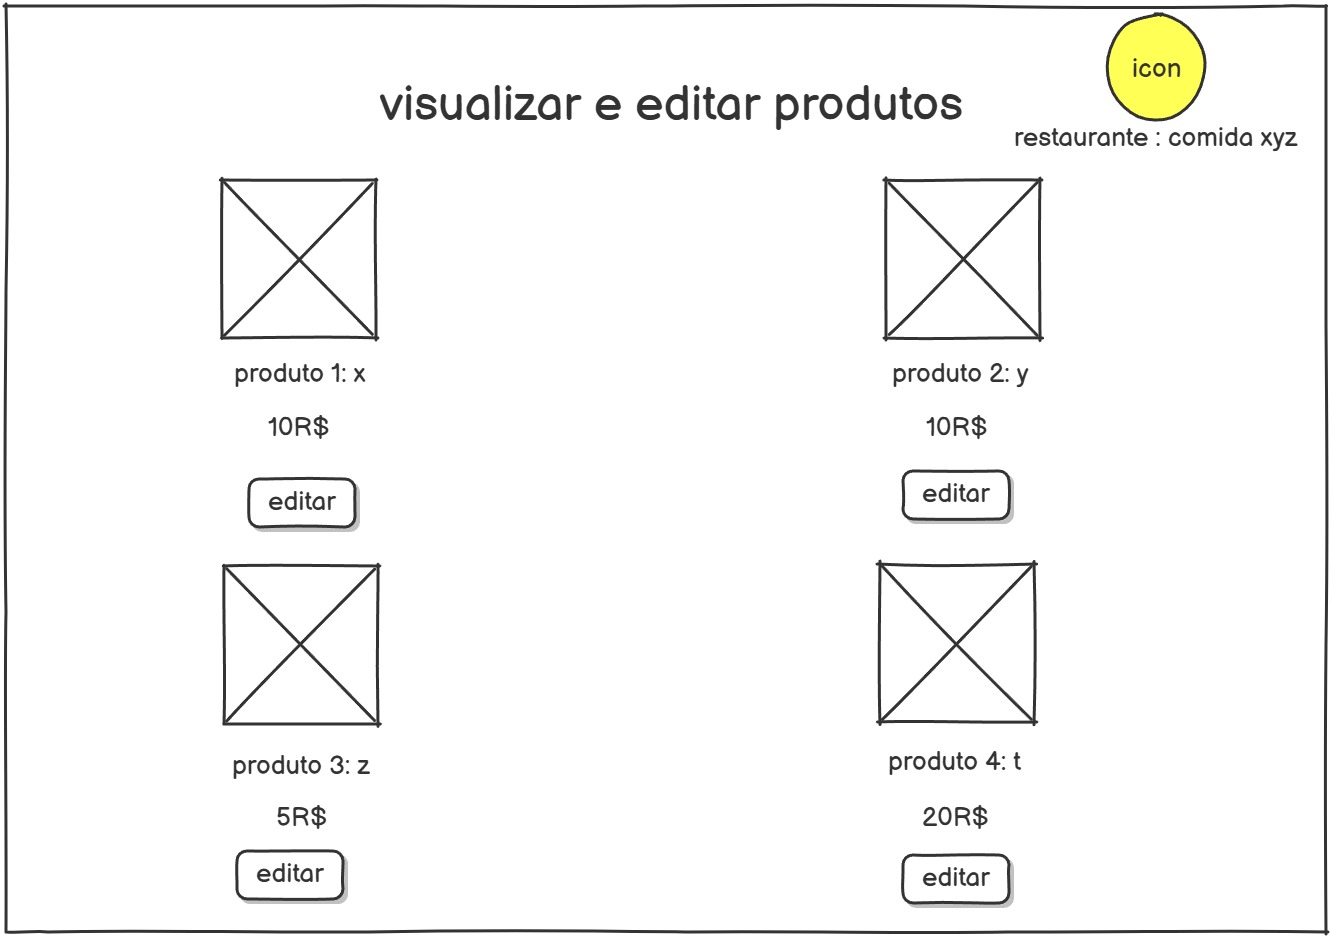 icon
visualizar e editar produtos
restaurante : comida xyz
produto 1: x
10R$
editar
produto 2: y
10R$
editar
produto 3: z
5R$
editar
produto 4: t
20R$
editar